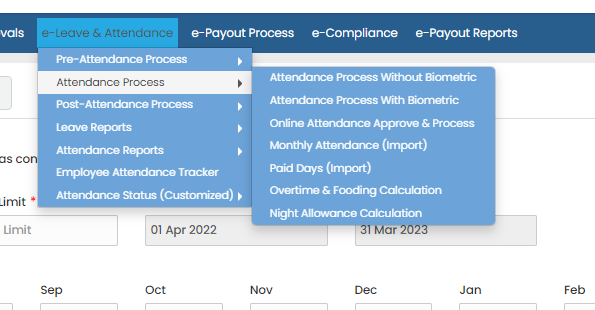 vals e-Leave & Attendance e-Payout Process e-Compliance e-Payout Reports
Pre-Attendance Process
Attendance Process
Post-Attendance Process
Leave Reports
Attendance Reports
Employee Attendance Tracker
Attendance Status (Customized)
Attendance Process Without Biometric
Attendance Process With Biometric
Online Attendance Approve & Process
Monthly Attendance (Import)
Paid Days (Import)
Overtime & Fooding Calculation
Night Allowance Calculation
as con
Limit *
Limit 01 Apr 2022 31 Mar 2023
Sep Oct Nov Dec Jan Feb